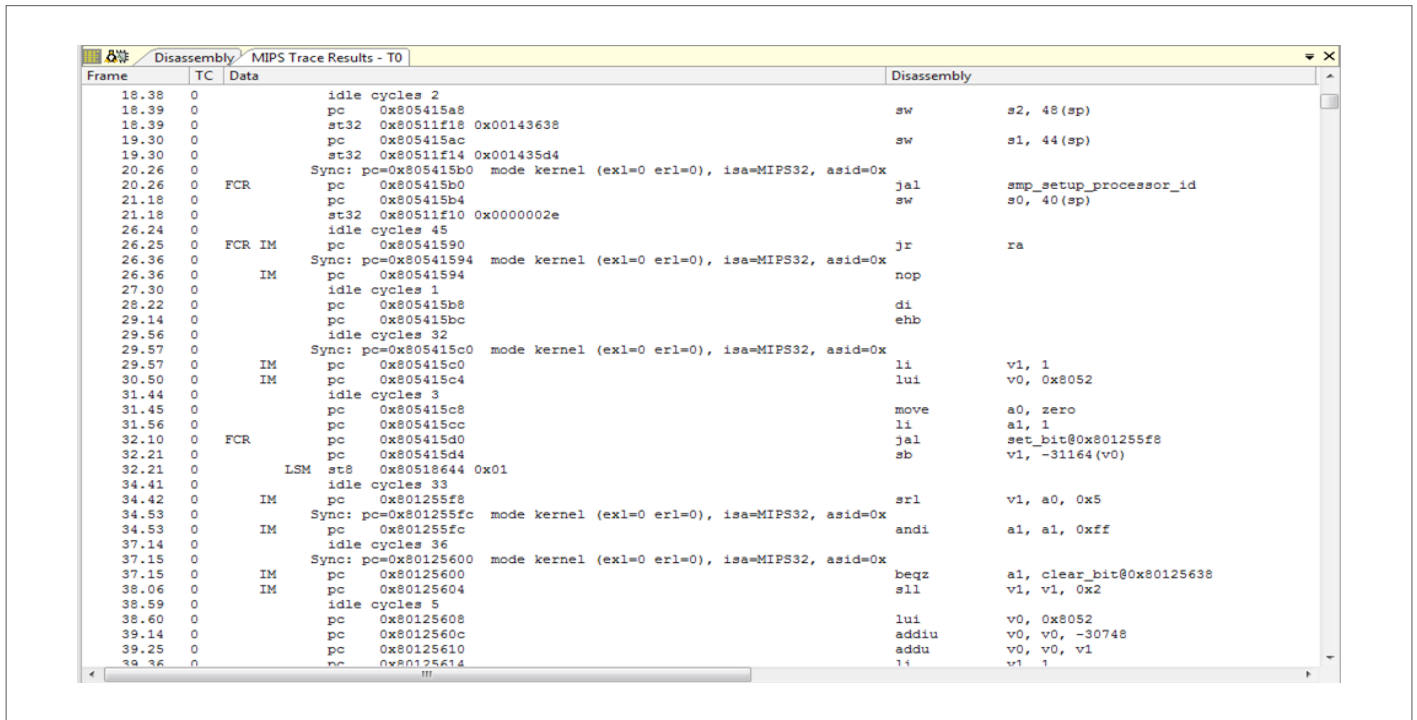 Disassembly MIPS Trace Results - T0
Frame TC Data Disassembly
18.38 0 idle cycles 2
18.39 0 pc 0x805415a8 sw s2, 48(sp)
18.39 0 st32 0x80511f18 0x00143638
19.30 0 pc 0x805415ac sw s1, 44(sp)
19.30 0 st32 0x80511f14 0x001435d4
20.26 0 Sync: pc=0x805415b0 mode kernel (exl=0 erl=0), isa=MIPS32, asid=0x
20.26 0 FCR pc 0x805415b0 jal smp_setup_processor_id
21.18 0 pc 0x805415b4 sw s0, 40(sp)
21.18 0 st32 0x80511f10 0x0000002e
26.24 0 idle cycles 45
26.25 0 FCR IM pc 0x80541590 jr ra
26.36 0 Sync: pc=0x80541594 mode kernel (exl=0 erl=0), isa=MIPS32, asid=0x
26.36 0 IM pc 0x80541594 nop
27.30 0 idle cycles 1
28.22 0 pc 0x805415b8 di
29.14 0 pc 0x805415bc ehb
29.56 0 idle cycles 32
29.57 0 Sync: pc=0x805415c0 mode kernel (exl=0 erl=0), isa=MIPS32, asid=0x
29.57 0 IM pc 0x805415c0 li v1, 1
30.50 0 IM pc 0x805415c4 lui v0, 0x8052
31.44 0 idle cycles 3
31.45 0 pc 0x805415c8 move a0, zero
31.56 0 pc 0x805415cc li a1, 1
32.10 0 FCR pc 0x805415d0 jal set_bit@0x801255f8
32.21 0 pc 0x805415d4 sb v1, -31164(v0)
32.21 0 LSM st8 0x80518644 0x01
34.41 0 idle cycles 33
34.42 0 IM pc 0x801255f8 srl v1, a0, 0x5
34.53 0 Sync: pc=0x801255fc mode kernel (exl=0 erl=0), isa=MIPS32, asid=0x
34.53 0 IM pc 0x801255fc andi a1, a1, 0xff
37.14 0 idle cycles 36
37.15 0 Sync: pc=0x80125600 mode kernel (exl=0 erl=0), isa=MIPS32, asid=0x
37.15 0 IM pc 0x80125600 beqz a1, clear_bit@0x80125638
38.06 0 IM pc 0x80125604 sll v1, v1, 0x2
38.59 0 idle cycles 5
38.60 0 pc 0x80125608 lui v0, 0x8052
39.14 0 pc 0x8012560c addiu v0, v0, -30748
39.25 0 pc 0x80125610 addu v0, v0, v1
39.36 0 pc 0x80125614 li v1 1